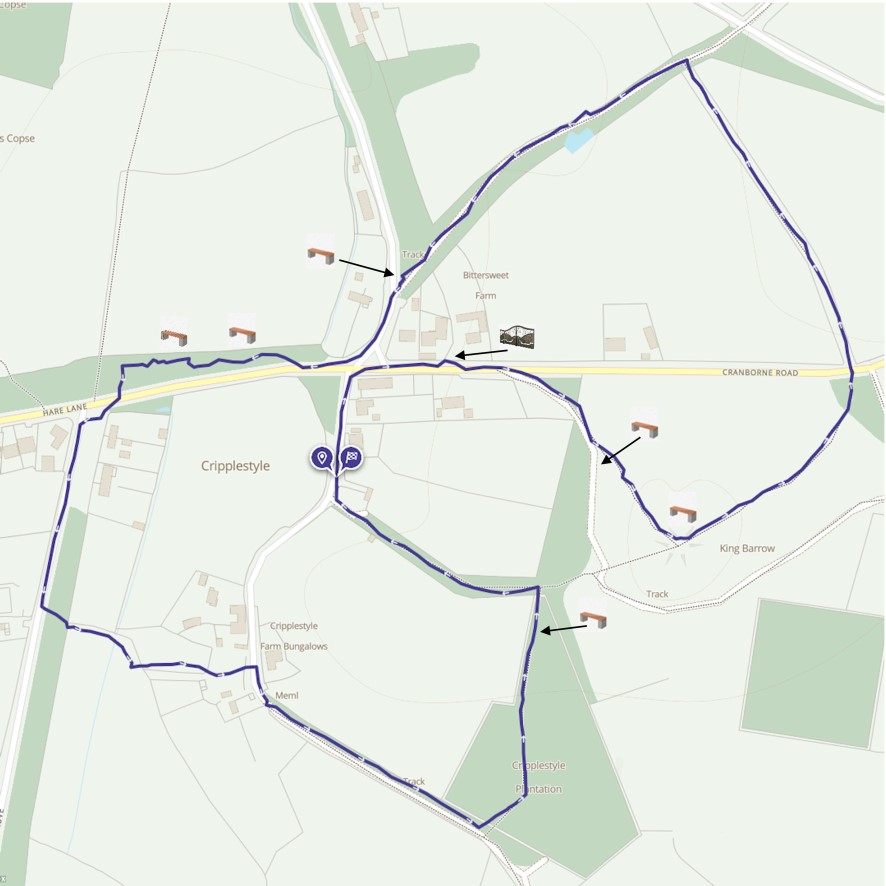 Copse
s Copse
Track
Bittersweet
Farm
CRANBORNE ROAD
HARE LANE
Cripplestyle
King Barrow
Track
Cripplestyle
Farm Bungalows
Meml
Track
Cripplestyle
Plantation